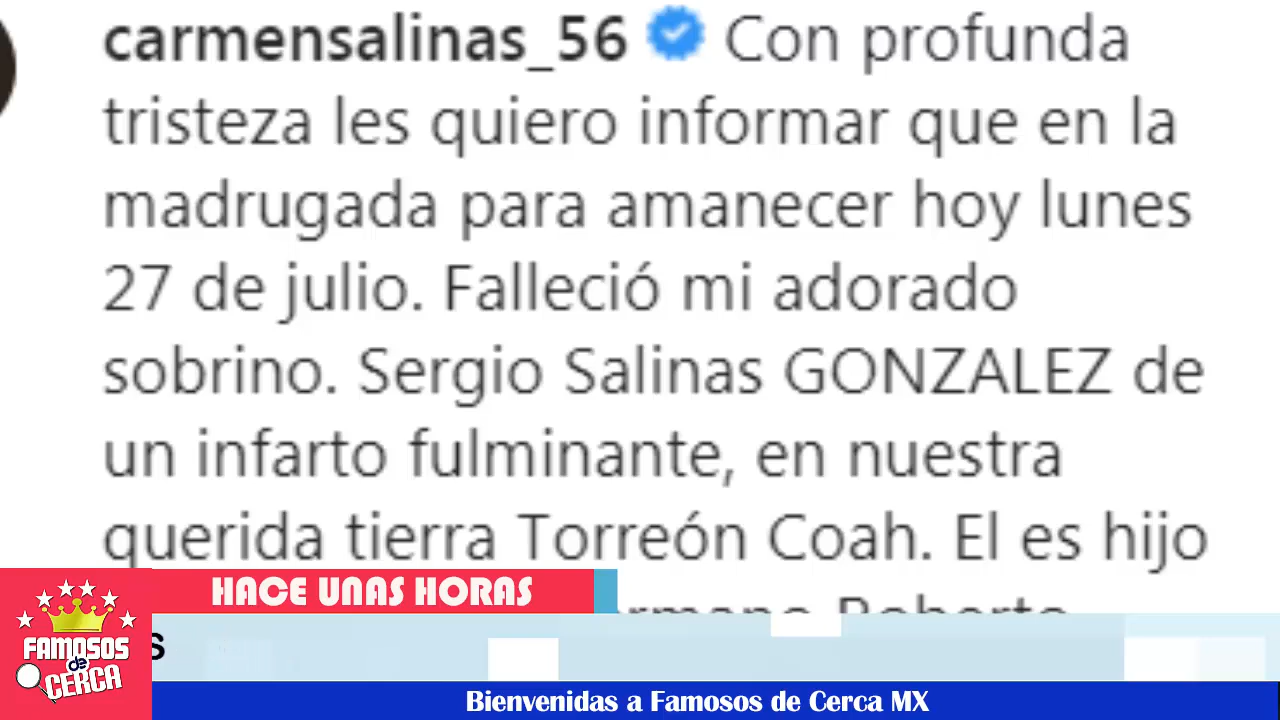 carmensalinas_56 Con profunda
tristeza les quiero informar que en la
madrugada para amanecer hoy lunes
27 de julio. Falleció mi adorado
sobrino. Sergio Salinas GONZALEZ de
un infarto fulminante, en nuestra
querida tierra Torreón Coah. El es hijo
Roberto
HACE UNAS HORAS
s
FAMOSOS
de
CERCA
Bienvenidas a Famosos de Cerca MX